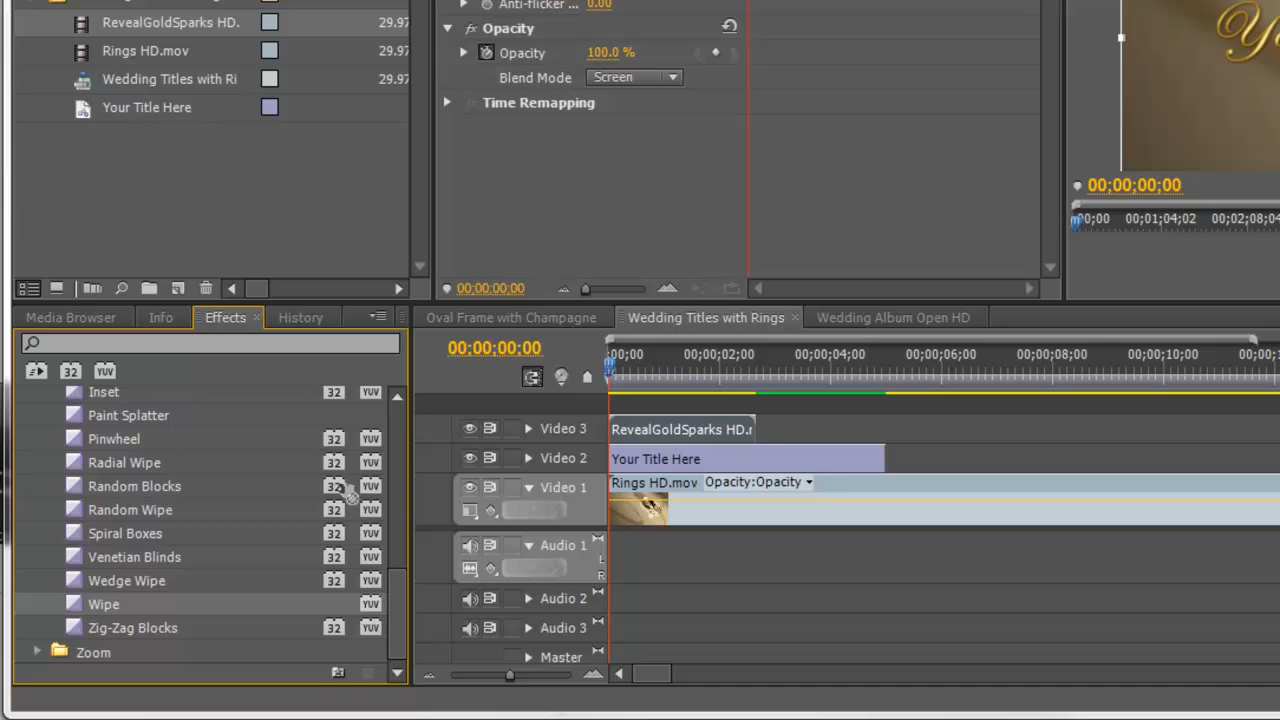 RevealGoldSparks HD. 29.97
Rings HD.mov 29.97
Wedding Titles with Ri 29.97
Your Title Here
Anti-flicker ... 0.00
fx Opacity
Opacity 100.0 %
Blend Mode Screen
Time Remapping
00;00;00;00
00;00;00;00
;00 00;01;04;02 00;02;08;04
Media Browser Info Effects × History
32 YUV
Inset 32 YUV
Paint Splatter
Pinwheel 32 YUV
Radial Wipe 32 YUV
Random Blocks 32 YUV
Random Wipe 32 YUV
Spiral Boxes 32 YUV
Venetian Blinds 32 YUV
Wedge Wipe 32 YUV
Wipe YUV
Zig-Zag Blocks 32 YUV
Zoom
Oval Frame with Champagne Wedding Titles with Rings × Wedding Album Open HD
00;00;00;00
;00;00 00;00;02;00 00;00;04;00 00;00;06;00 00;00;08;00 00;00;10;00 00;00;1
Video 3 RevealGoldSparks HD.r
Video 2 Your Title Here
Video 1 Rings HD.mov Opacity:Opacity
Audio 1
L
R
Audio 2
Audio 3
Master